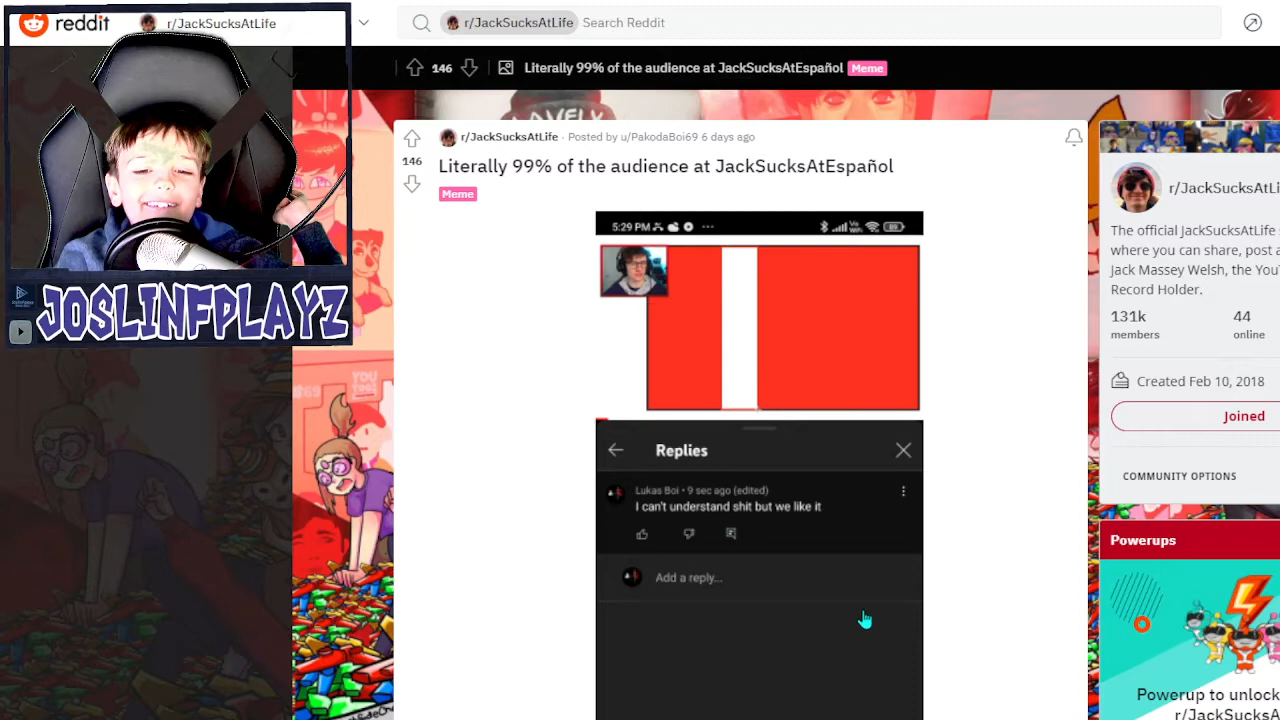 reddit
r/JackSucksAtLife
r/JackSucksAtLife
Search Reddit
146
Literally 99% of the audience at JackSucksAtEspañol
Meme
JOSLINFPLAYZ
r/JackSucksAtLife · Posted by u/PakodaBoi69 6 days ago
146
Literally 99% of the audience at JackSucksAtEspañol
Meme
5:29 PM
Replies
Lukas Boi • 9 sec ago (edited)
I can't understand shit but we like it
Add a reply...
The official JackSucksAtLife
where you can share, post a
Jack Massey Welsh, the You
Record Holder.
131k
members
44
online
Created Feb 10, 2018
Joined
COMMUNITY OPTIONS
Powerups
Powerup to unlock
r/JackSucksA
YOU